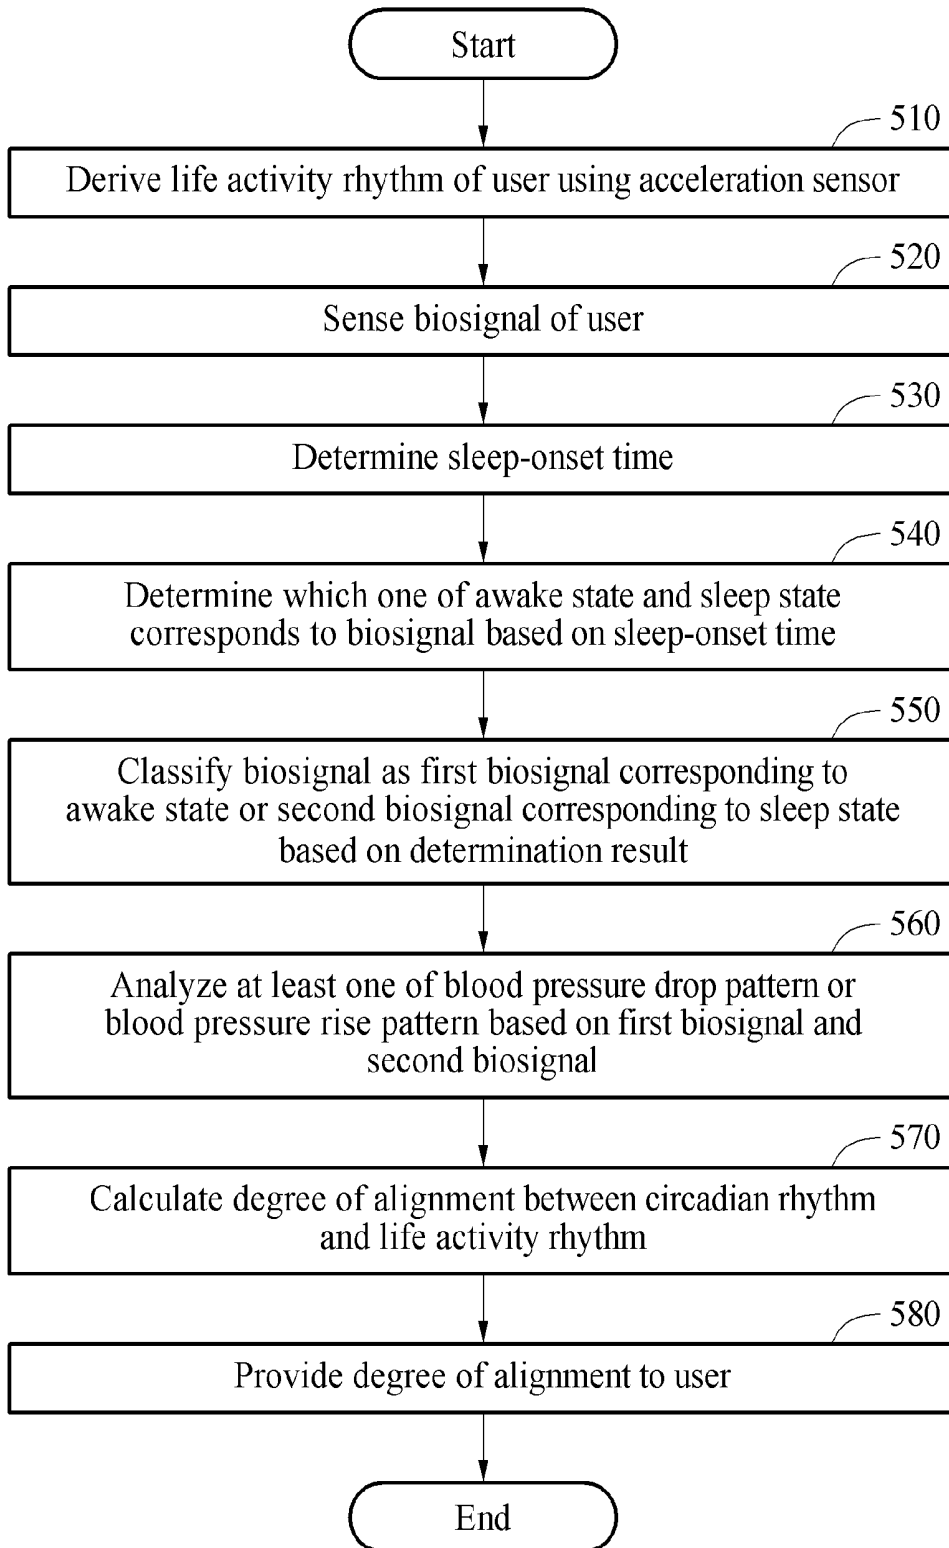 Start
510
Derive life activity rhythm of user using acceleration sensor
520
Sense biosignal of user
530
Determine sleep-onset time
540
Determine which one of awake state and sleep state
corresponds to biosignal based on sleep-onset time
550
Classify biosignal as first biosignal corresponding to
awake state or second biosignal corresponding to sleep state
based on determination result
560
Analyze at least one of blood pressure drop pattern or
blood pressure rise pattern based on first biosignal and
second biosignal
570
Calculate degree of alignment between circadian rhythm
and life activity rhythm
580
Provide degree of alignment to user
End